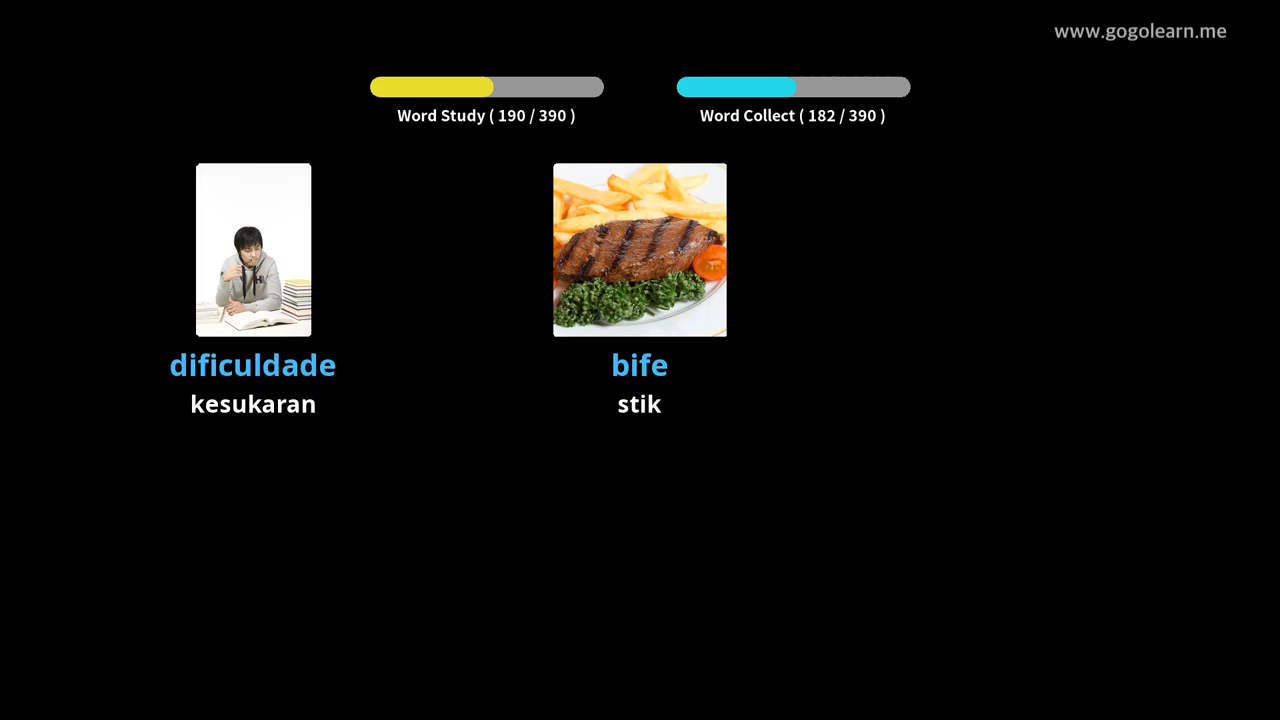 www.gogolearn.me
Word Study ( 190 / 390 )
Word Collect ( 182 / 390 )
dificuldade
kesukaran
bife
stik